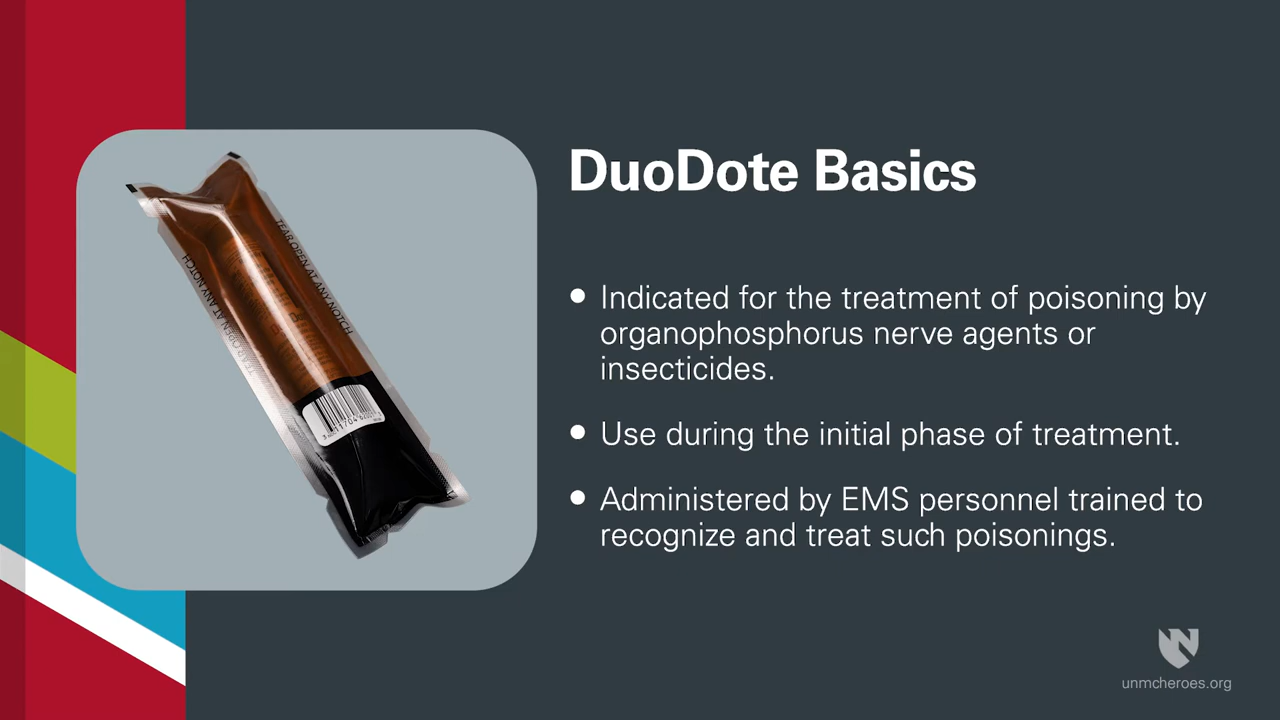 DuoDote Basics
Indicated for the treatment of poisoning by
organophosphorus nerve agents or
insecticides.
Use during the initial phase of treatment.
Administered by EMS personnel trained to
recognize and treat such poisonings.
TEAR OPEN AT ANY NOTCH
TEAR OPEN AT ANY NOTCH
unmcheroes.org